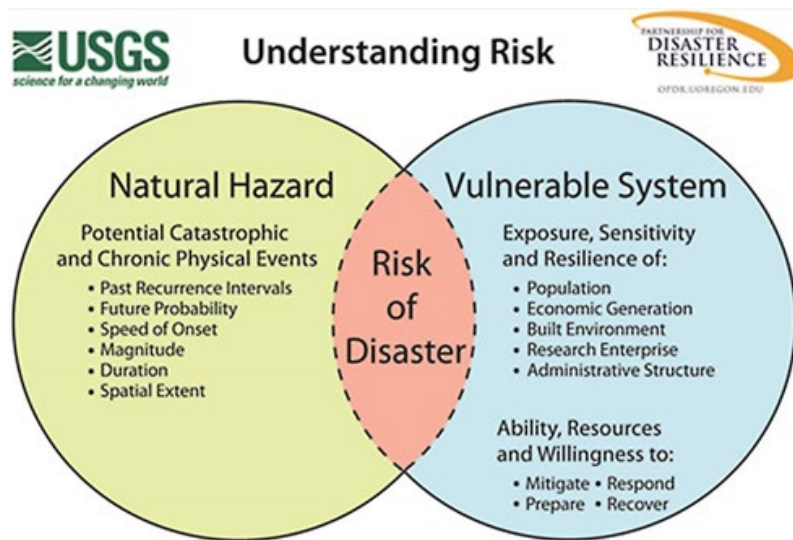 USGS
science for a changing world
Understanding Risk
PARTNERSHIP FOR
DISASTER
RESILIENCE
OPDR.UOREGON.EDU
Natural Hazard
Potential Catastrophic
and Chronic Physical Events
• Past Recurrence Intervals
• Future Probability
• Speed of Onset
• Magnitude
• Duration
• Spatial Extent
Risk
of
Disaster
Vulnerable System
Exposure, Sensitivity
and Resilience of:
• Population
• Economic Generation
• Built Environment
• Research Enterprise
• Administrative Structure
Ability, Resources
and Willingness to:
• Mitigate • Respond
• Prepare • Recover